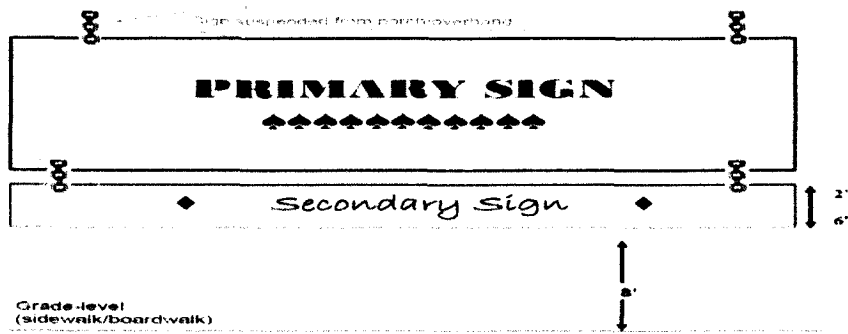 Sign suspended from porch overhang
PRIMARY SIGN
♠♠♠♠♠♠♠♠♠♠♠
◆ Secondary Sign ◆
2'
6"
8'
Grade-level
(sidewalk/boardwalk)